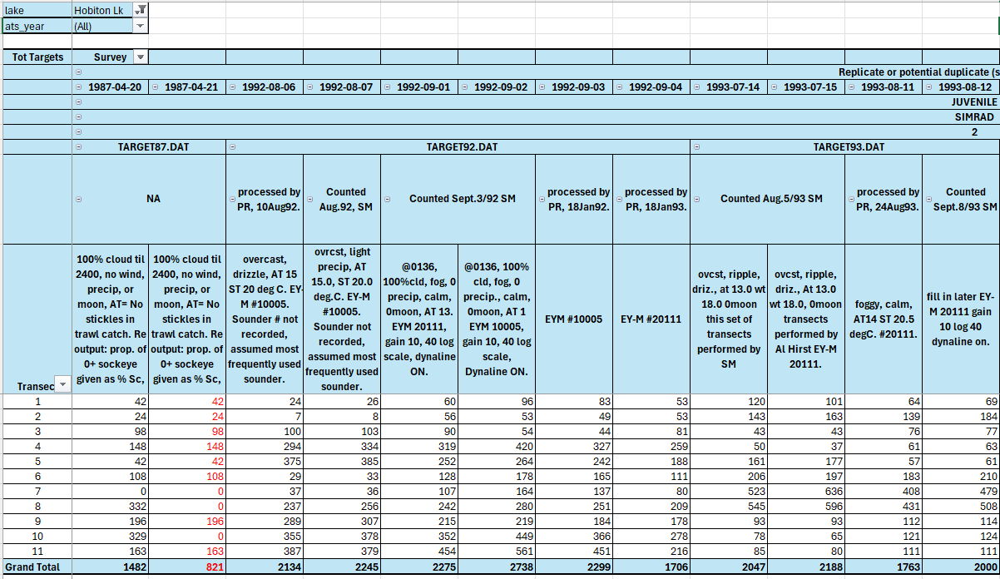 lake Hobiton Lk
ats_year (All)
Tot Targets Survey
Replicate or potential duplicate (s
1987-04-20 1987-04-21 1992-08-06 1992-08-07 1992-09-01 1992-09-02 1992-09-03 1992-09-04 1993-07-14 1993-07-15 1993-08-11 1993-08-12
JUVENILE
SIMRAD
2
TARGET87.DAT TARGET92.DAT TARGET93.DAT
NA
processed by
PR, 10Aug92.
Counted
Aug.92, SM
Counted Sept.3/92 SM
processed by
PR, 18Jan92.
processed by
PR, 18Jan93.
Counted Aug.5/93 SM
processed by
PR, 24Aug93.
Counted
Sept.8/93 SM
Transec
100% cloud til
2400, no wind,
precip, or
moon, AT= No
stickles in
trawl catch. Re
output: prop. of
0+ sockeye
given as % Sc,
100% cloud til
2400, no wind,
precip, or
moon, AT= No
stickles in
trawl catch. Re
output: prop. of
0+ sockeye
given as % Sc,
overcast,
drizzle, AT 15
ST 20 deg C. EY-
M #10005.
Sounder # not
recorded,
assumed most
frequently used
sounder.
ovrcst, light
precip, AT
15.0, ST 20.0
deg.C. EY-M
#10005.
Sounder not
recorded,
assumed most
frequently used
sounder.
@0136,
100%cld, fog, 0
precip, calm,
0moon, AT 13.
EYM 20111,
gain 10, 40 log
scale, dynaline
ON.
@0136, 100%
cld, fog, 0
precip., calm,
0moon, AT 1
EYM 10005,
gain 10, 40 log
scale,
Dynaline ON.
EYM #10005
EY-M #20111
ovcst, ripple,
driz., at 13.0 wt
18.0 0moon
this set of
transects
performed by
SM
ovcst, ripple,
driz., At 13.0
wt 18.0, 0moon
transects
performed by
Al Hirst EY-M
20111.
foggy, calm,
AT14 ST 20.5
degC. #20111.
fill in later EY-
M 20111 gain
10 log 40
dynaline on.
1 42 42 24 26 60 96 83 53 120 101 64 69
2 24 24 7 8 56 53 49 53 143 163 139 184
3 98 98 100 103 90 54 44 81 43 43 76 77
4 148 148 294 334 319 420 327 259 50 37 61 63
5 42 42 375 385 252 264 242 188 161 177 57 61
6 108 108 29 33 128 178 165 111 206 197 183 210
7 0 0 37 36 107 164 137 80 523 636 408 479
8 332 0 237 256 242 280 251 209 545 596 431 508
9 196 196 289 307 215 219 184 178 93 93 112 114
10 329 0 355 378 352 449 366 278 78 65 121 124
11 163 163 387 379 454 561 451 216 85 80 111 111
Grand Total 1482 821 2134 2245 2275 2738 2299 1706 2047 2188 1763 2000